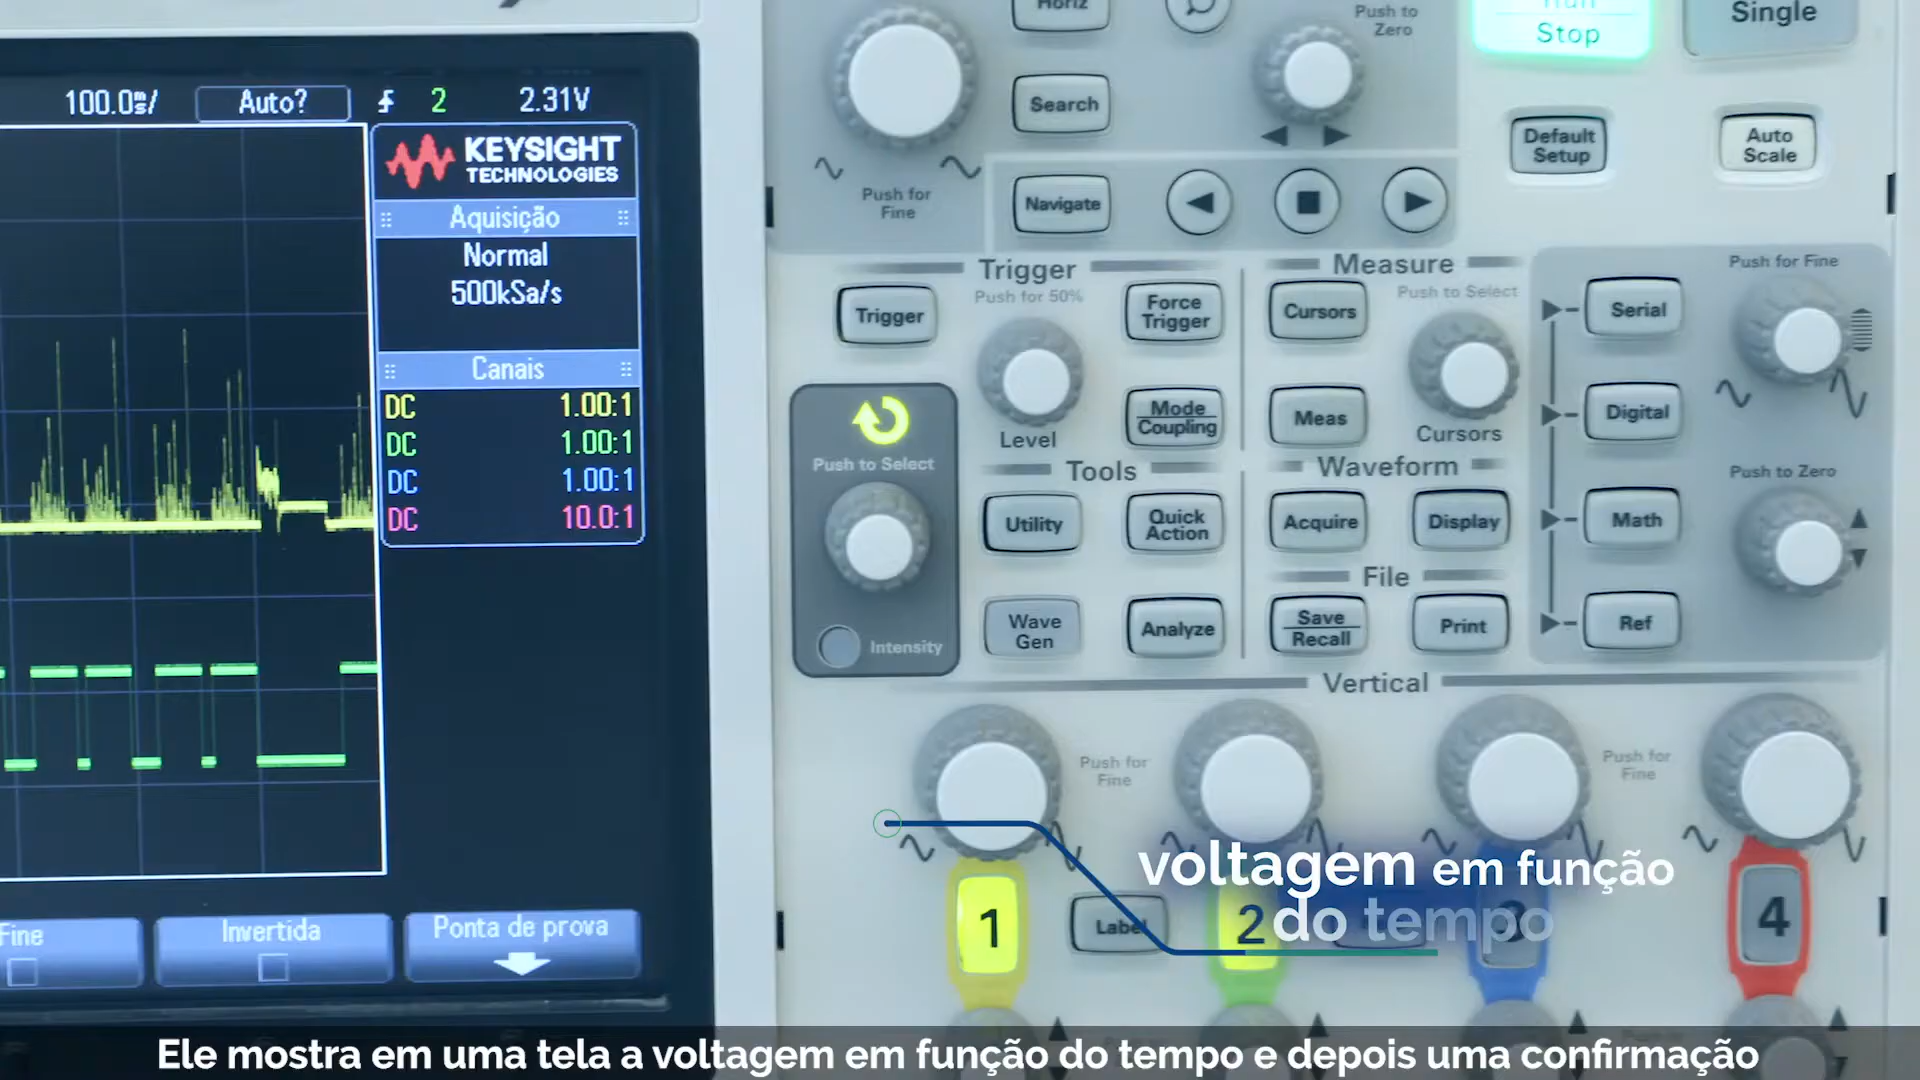 Horiz
Push to
Zero
Run
Stop
Single
100.0ms/
Auto?
2
2.31V
Search
Default
Setup
Auto
Scale
KEYSIGHT
TECHNOLOGIES
Push for
Fine
Navigate
Aquisição
Normal
500kSa/s
Trigger
Push for 50%
Measure
Push to Select
Push for Fine
Trigger
Force
Trigger
Cursors
Serial
Canais
DC 1.00:1
DC 1.00:1
DC 1.00:1
DC 10.0:1
Level
Mode
Coupling
Meas
Cursors
Digital
Push to Select
Tools
Waveform
Push to Zero
Utility
Quick
Action
Acquire
Display
Math
File
Intensity
Wave
Gen
Analyze
Save
Recall
Print
Ref
Vertical
Push for
Fine
Push for
Fine
voltagem em função
do tempo
1
Label
2
4
Fine
Invertida
Ponta de prova
Ele mostra em uma tela a voltagem em função do tempo e depois uma confirmação